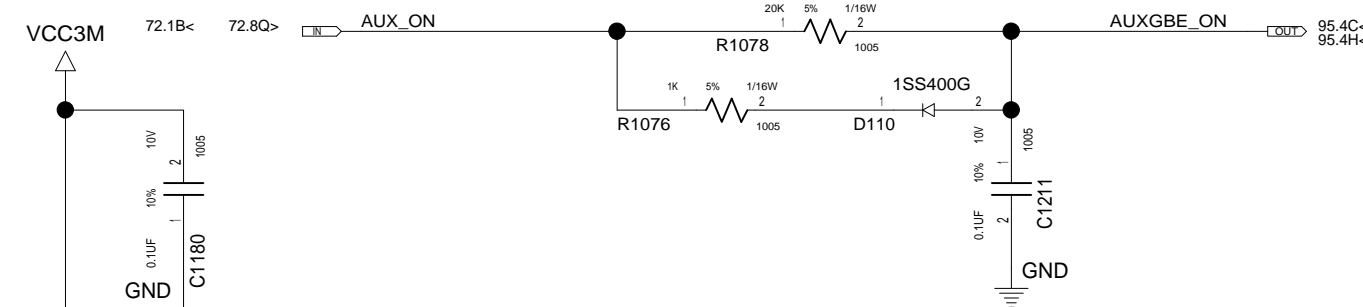 VCC3M
72.1B<
72.8Q>
IN
AUX_ON
20K
5%
1/16W
1
2
R1078
1005
AUXGBE_ON
OUT
95.4C<
95.4H<
1K
5%
1/16W
1
2
R1076
1005
1SS400G
1
2
D110
10V
1005
2
10%
1
0.1UF
C1180
GND
10V
1005
1
10%
2
0.1UF
C1211
GND